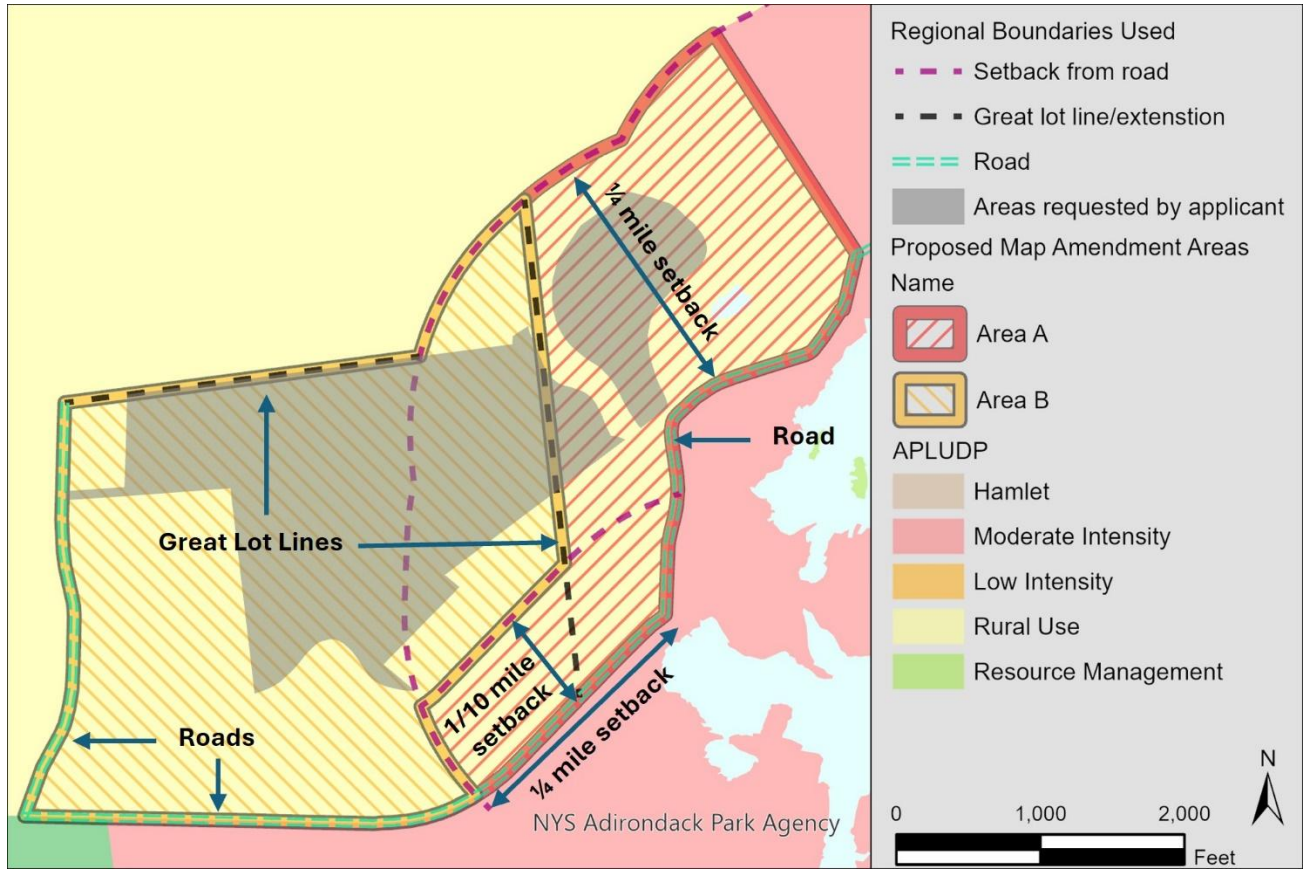 ¼ mile setback
Road
Great Lot Lines
1/10 mile
setback
¼ mile setback
Roads
NYS Adirondack Park Agency
Regional Boundaries Used
Setback from road
Great lot line/extenstion
Road
Areas requested by applicant
Proposed Map Amendment Areas
Name
Area A
Area B
APLUDP
Hamlet
Moderate Intensity
Low Intensity
Rural Use
Resource Management
N
0 1,000 2,000
Feet